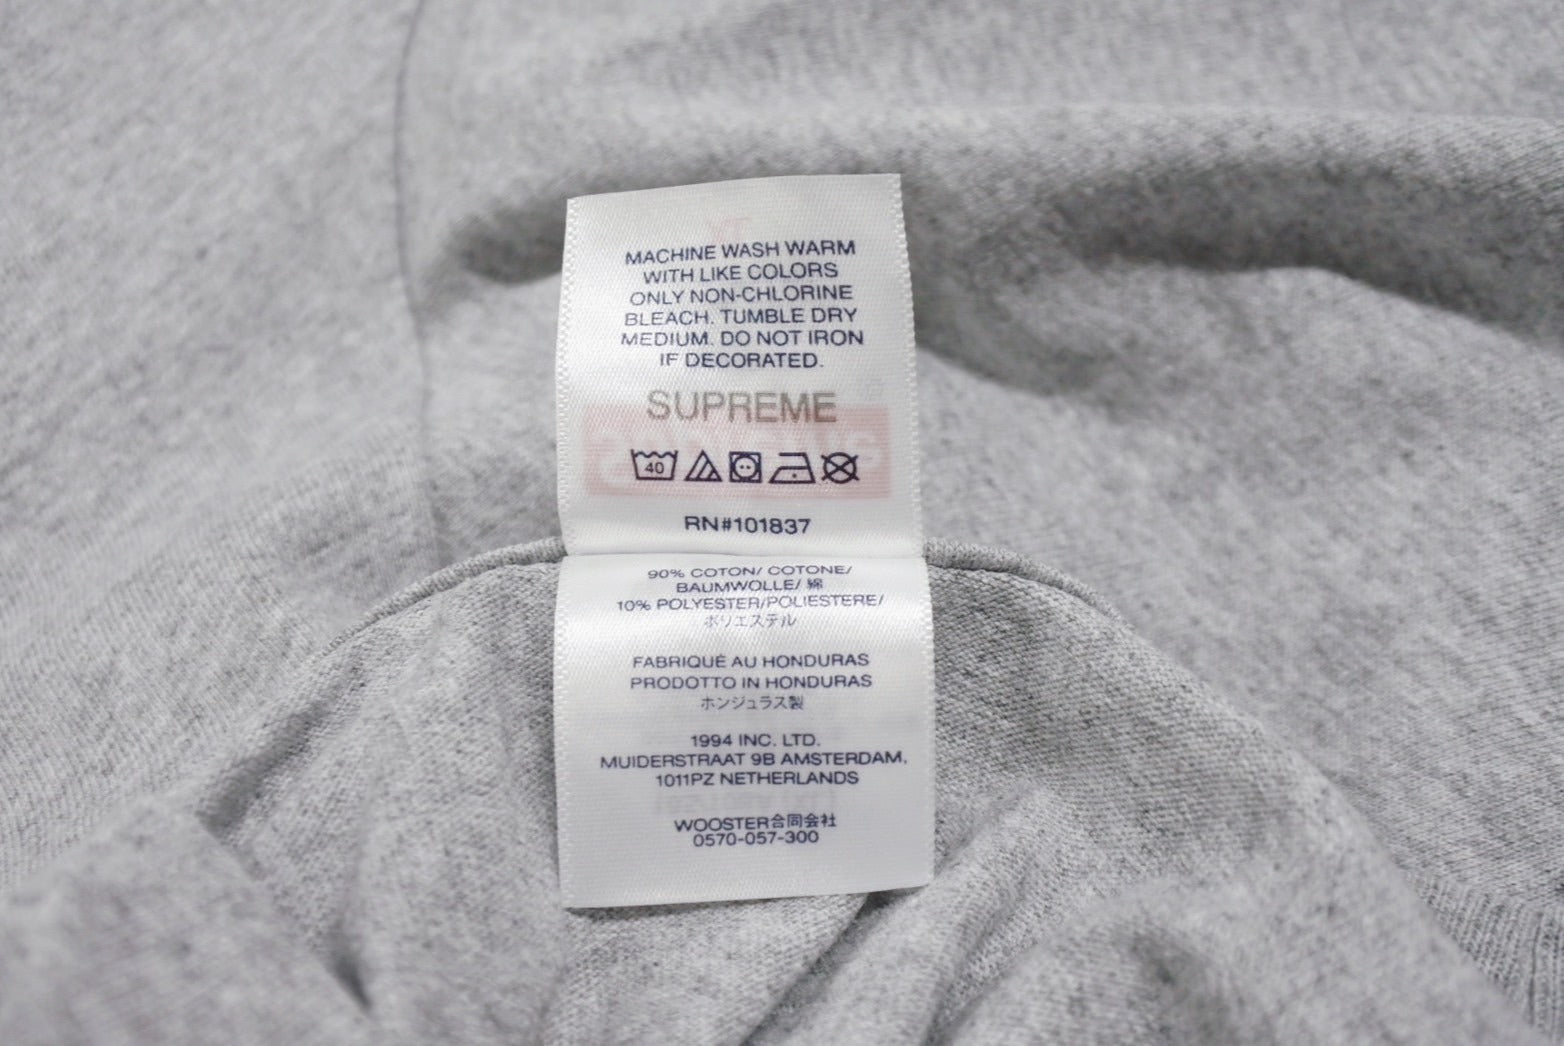 MACHINE WASH WARM
WITH LIKE COLORS
ONLY NON-CHLORINE
BLEACH. TUMBLE DRY
MEDIUM. DO NOT IRON
IF DECORATED.
SUPREME
40
RN#101837
90% COTON/ COTONE/
BAUMWOLLE/ 綿
10% POLYESTER/POLIESTERE/
ポリエステル
FABRIQUÉ AU HONDURAS
PRODOTTO IN HONDURAS
ホンジュラス製
1994 INC. LTD.
MUIDERSTRAAT 9B AMSTERDAM,
1011PZ NETHERLANDS
WOOSTER合同会社
0570-057-300